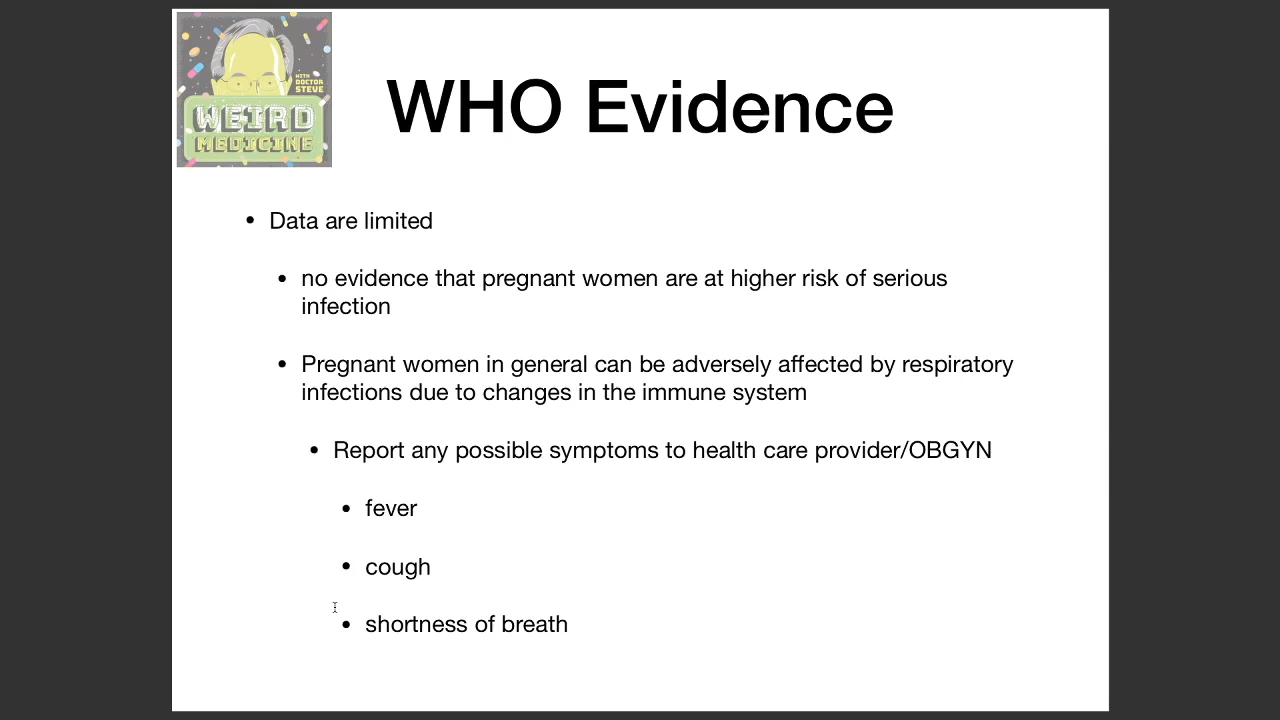 WITH
DOCTOR
STEVE
WEIRD
MEDICINE
WHO Evidence
• Data are limited
• no evidence that pregnant women are at higher risk of serious
infection
• Pregnant women in general can be adversely affected by respiratory
infections due to changes in the immune system
• Report any possible symptoms to health care provider/OBGYN
• fever
• cough
• shortness of breath